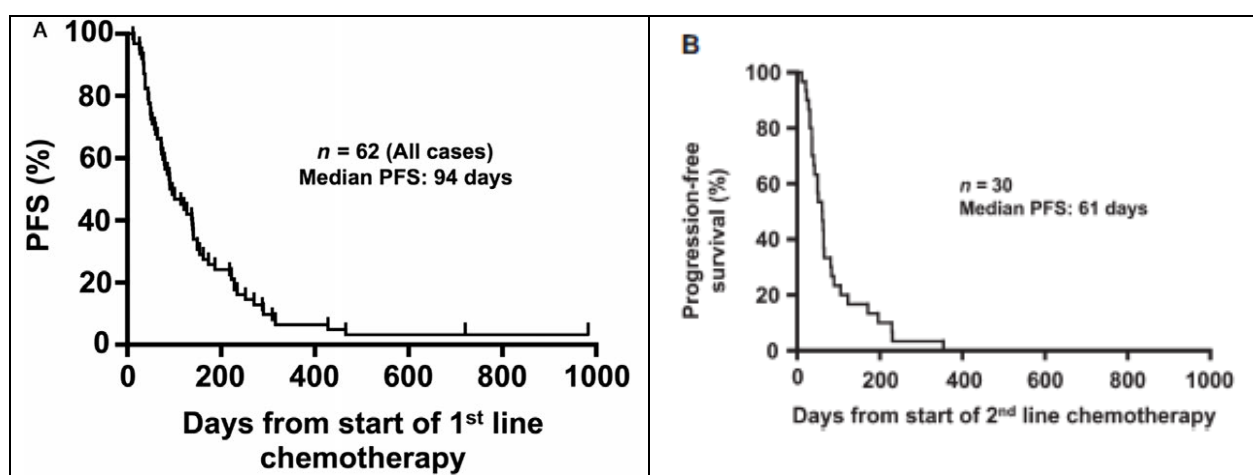 A
100
80
60
40
20
0
PFS (%)
n = 62 (All cases)
Median PFS: 94 days
0 200 400 600 800 1000
Days from start of 1st line
chemotherapy
B
100
80
60
40
20
0
Progression-free
survival (%)
n = 30
Median PFS: 61 days
0 200 400 600 800 1000
Days from start of 2nd line chemotherapy